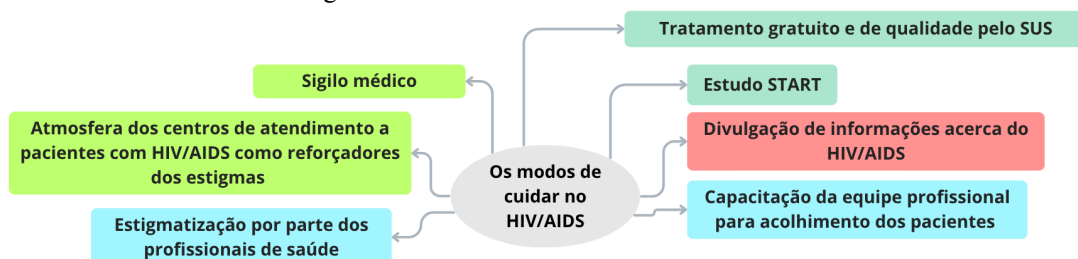 Tratamento gratuito e de qualidade pelo SUS
Sigilo médico
Estudo START
Atmosfera dos centros de atendimento a
pacientes com HIV/AIDS como reforçadores
dos estigmas
Divulgação de informações acerca do
HIV/AIDS
Os modos de
cuidar no
HIV/AIDS
Capacitação da equipe profissional
para acolhimento dos pacientes
Estigmatização por parte dos
profissionais de saúde